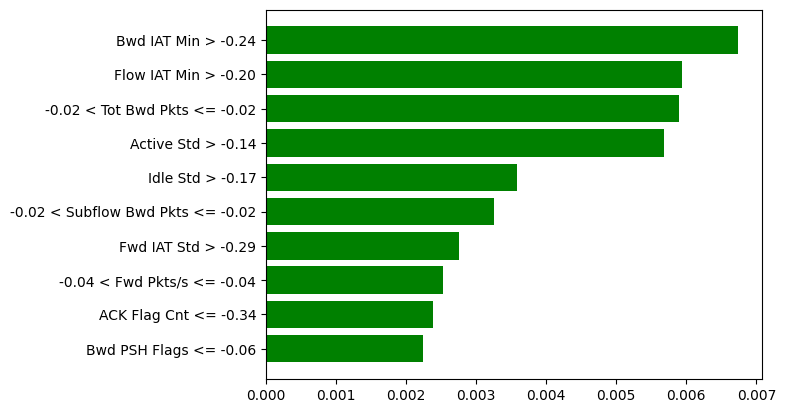 Bwd IAT Min > -0.24
Flow IAT Min > -0.20
-0.02 < Tot Bwd Pkts <= -0.02
Active Std > -0.14
Idle Std > -0.17
-0.02 < Subflow Bwd Pkts <= -0.02
Fwd IAT Std > -0.29
-0.04 < Fwd Pkts/s <= -0.04
ACK Flag Cnt <= -0.34
Bwd PSH Flags <= -0.06
0.000 0.001 0.002 0.003 0.004 0.005 0.006 0.007